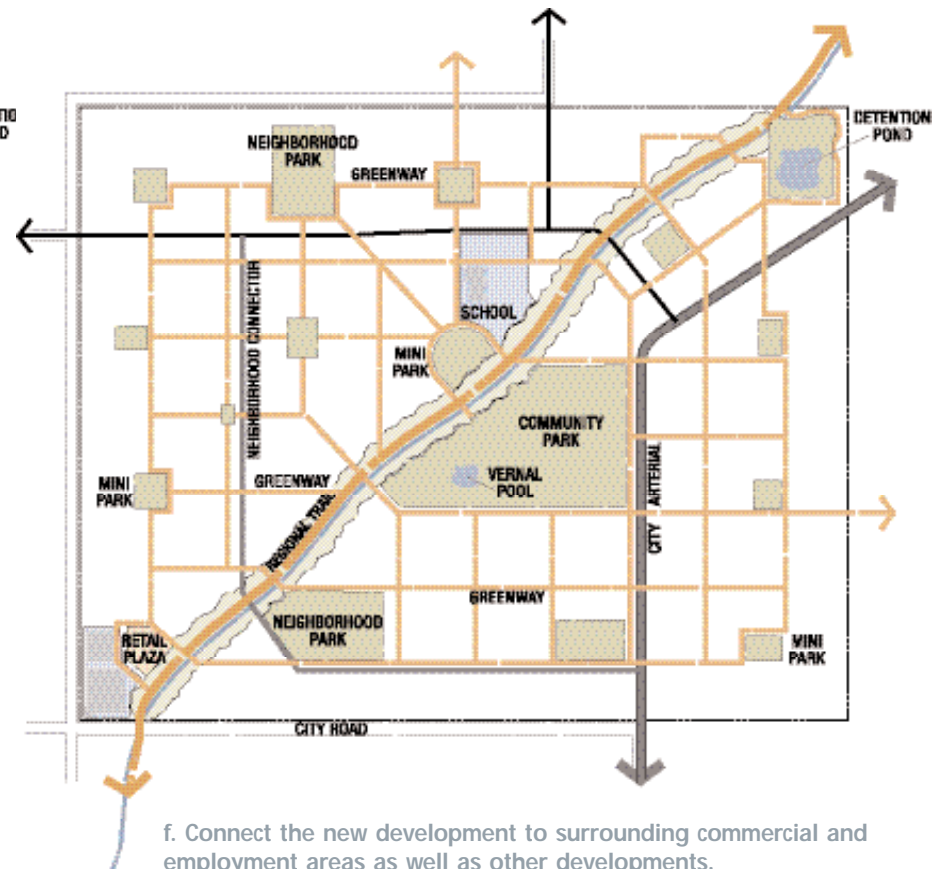 DETENTION
POND
NEIGHBORHOOD
PARK
GREENWAY
NEIGHBORHOOD CONNECTOR
SCHOOL
MINI
PARK
COMMUNITY
PARK
VERNAL
POOL
CITY ARTERIAL
MINI
PARK
GREENWAY
REGIONAL TRAIL
GREENWAY
NEIGHBORHOOD
PARK
RETAIL
PLAZA
MINI
PARK
CITY ROAD
f. Connect the new development to surrounding commercial and
employment areas as well as other developments.